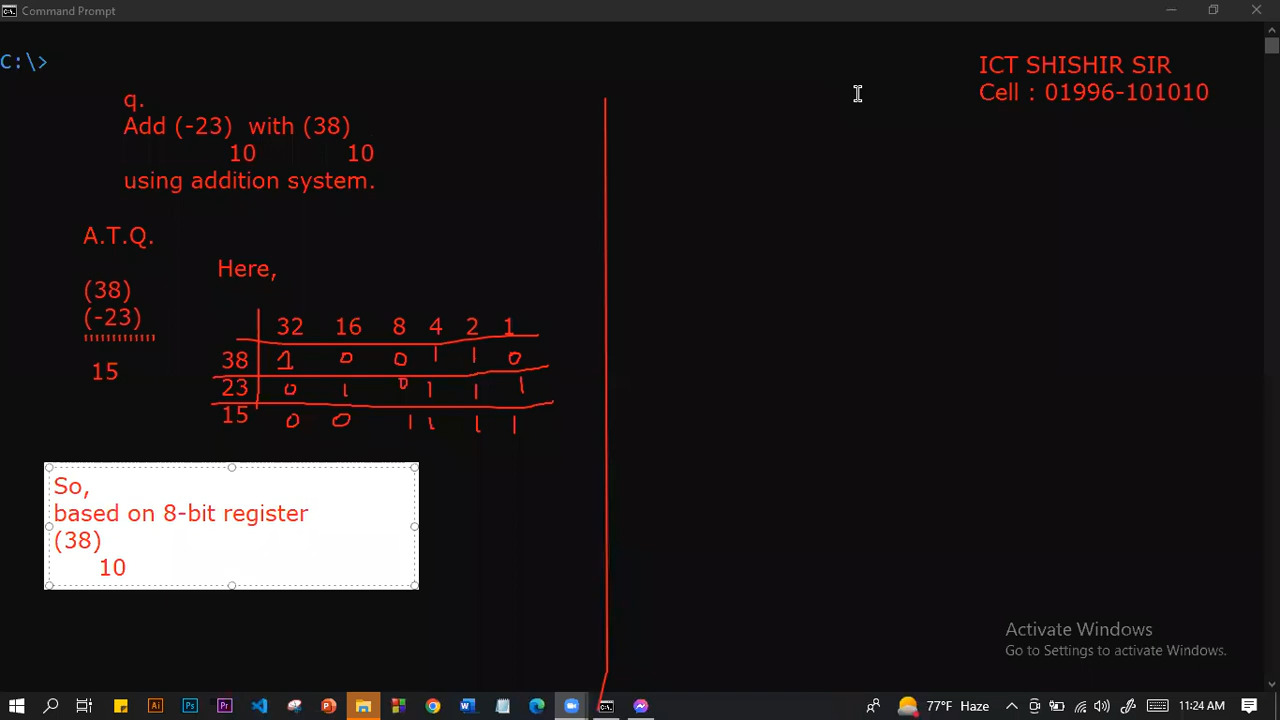 Command Prompt
C:\>
ICT SHISHIR SIR
Cell : 01996-101010
q.
Add (-23) with (38)
10 10
using addition system.
A.T.Q.
Here,
(38)
(-23)
''''''''''''''
15
32 16 8 4 2 1
38 1 0 0 1 1 0
23 0 1 0 1 1 1
15 0 0 1 1 1 1
So,
based on 8-bit register
(38)
10
Activate Windows
Go to Settings to activate Windows.
77°F Haze
11:24 AM